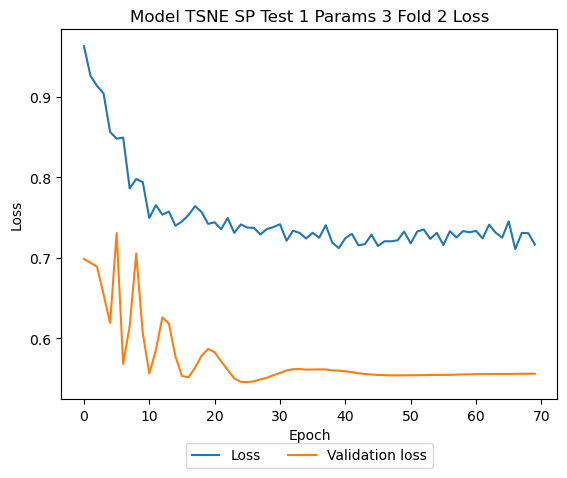 Model TSNE SP Test 1 Params 3 Fold 2 Loss
Loss
0.9
0.8
0.7
0.6
0 10 20 30 40 50 60 70
Epoch
Loss Validation loss